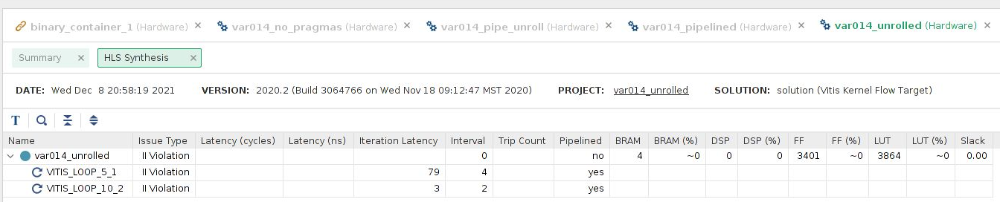 binary_container_1 (Hardware) × var014_no_pragmas (Hardware) × var014_pipe_unroll (Hardware) × var014_pipelined (Hardware) × var014_unrolled (Hardware) ×
Summary × HLS Synthesis ×
DATE: Wed Dec 8 20:58:19 2021 VERSION: 2020.2 (Build 3064766 on Wed Nov 18 09:12:47 MST 2020) PROJECT: var014_unrolled SOLUTION: solution (Vitis Kernel Flow Target)
T
Name Issue Type Latency (cycles) Latency (ns) Iteration Latency Interval Trip Count Pipelined BRAM BRAM (%) DSP DSP (%) FF FF (%) LUT LUT (%) Slack
var014_unrolled II Violation 0 no 4 ~0 0 0 3401 ~0 3864 ~0 0.00
VITIS_LOOP_5_1 II Violation 79 4 yes
VITIS_LOOP_10_2 II Violation 3 2 yes